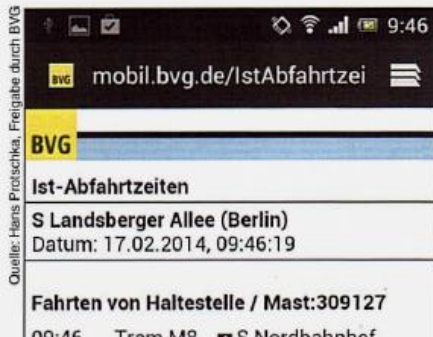 Quelle: Hans Protschka, Freigabe durch BVG
9:46
BVG mobil.bvg.de/IstAbfahrtzei
BVG
Ist-Abfahrtzeiten
S Landsberger Allee (Berlin)
Datum: 17.02.2014, 09:46:19
Fahrten von Haltestelle / Mast:309127
09:46 Tram M8 S Nordbahnhof